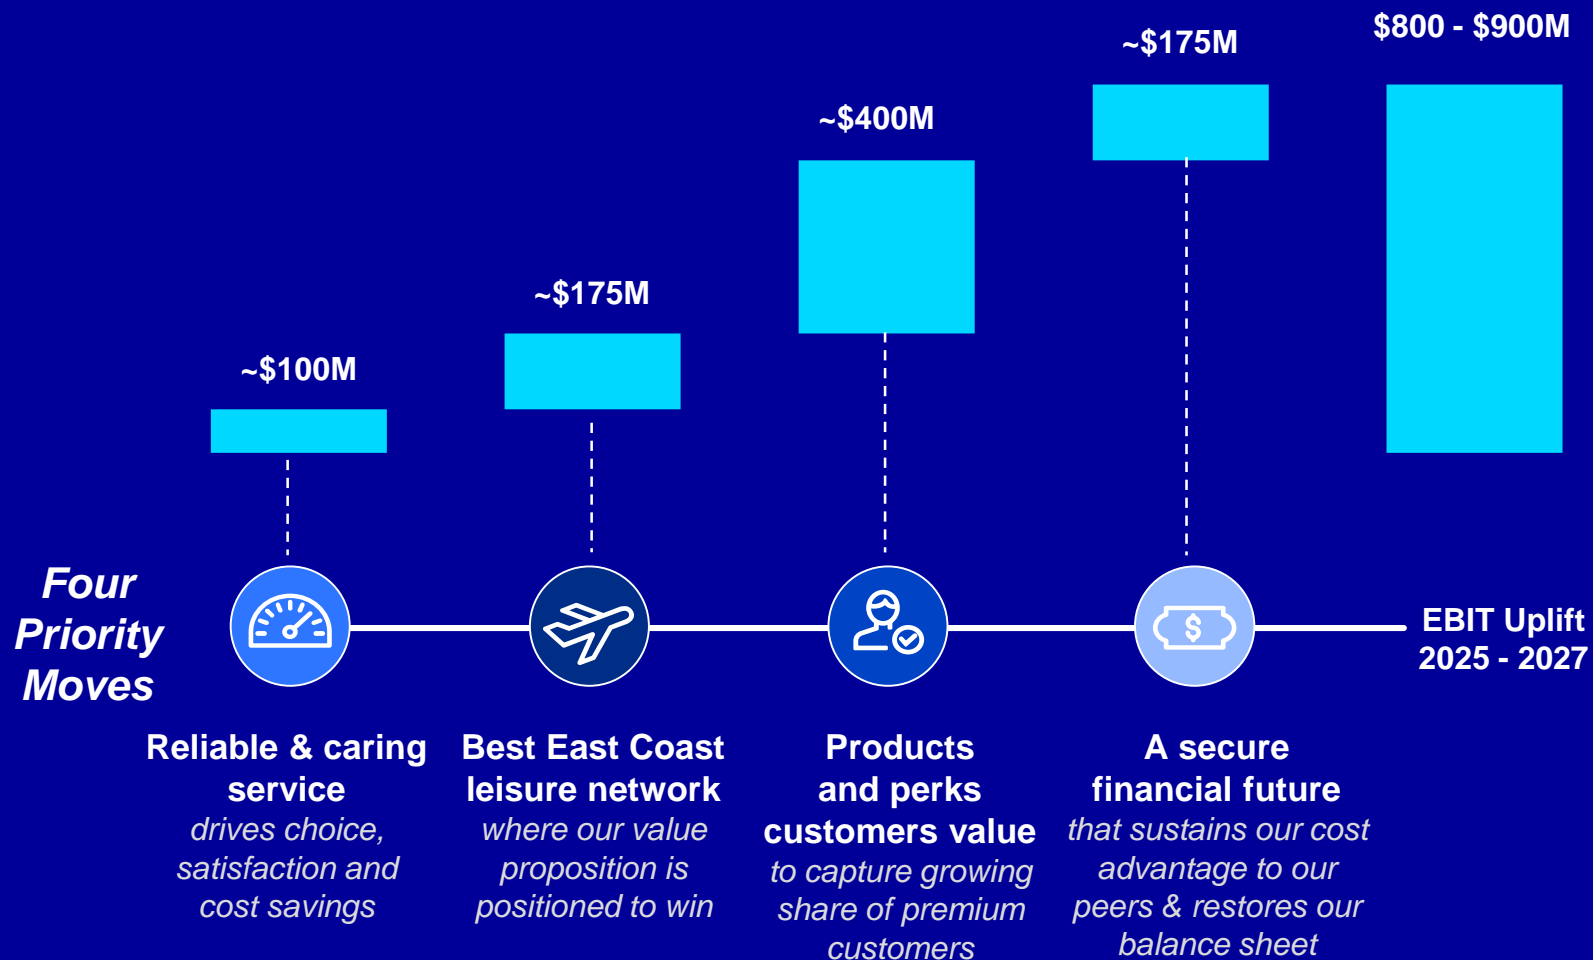 ~$100M
~$175M
~$400M
~$175M
$800 - $900M
Four
Priority
Moves
$
EBIT Uplift
2025 - 2027
Reliable & caring
service
drives choice,
satisfaction and
cost savings
Best East Coast
leisure network
where our value
proposition is
positioned to win
Products
and perks
customers value
to capture growing
share of premium
customers
A secure
financial future
that sustains our cost
advantage to our
peers & restores our
balance sheet